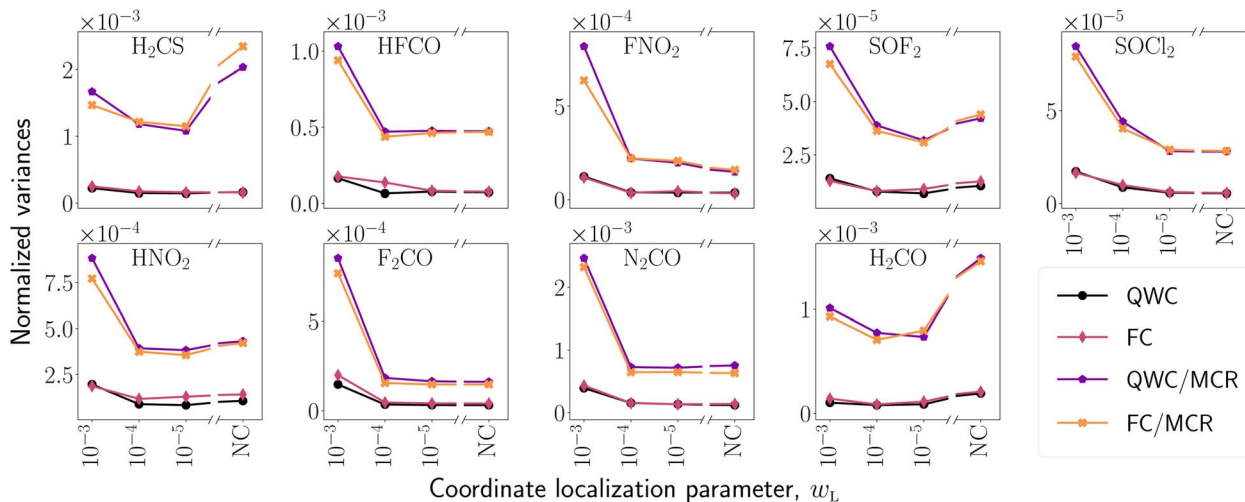 ×10⁻³
×10⁻³
×10⁻⁴
×10⁻⁵
×10⁻⁵
H₂CS
HFCO
FNO₂
SOF₂
SOCl₂
2
1
0
1.0
0.5
0.0
5
0
7.5
5.0
2.5
5
0
10⁻³
10⁻⁴
10⁻⁵
NC
×10⁻⁴
×10⁻⁴
×10⁻³
×10⁻³
HNO₂
F₂CO
N₂CO
H₂CO
7.5
5.0
2.5
5
0
2
1
0
1
0
10⁻³
10⁻⁴
10⁻⁵
NC
10⁻³
10⁻⁴
10⁻⁵
NC
10⁻³
10⁻⁴
10⁻⁵
NC
10⁻³
10⁻⁴
10⁻⁵
NC
Normalized variances
Coordinate localization parameter, w_L
QWC
FC
QWC/MCR
FC/MCR